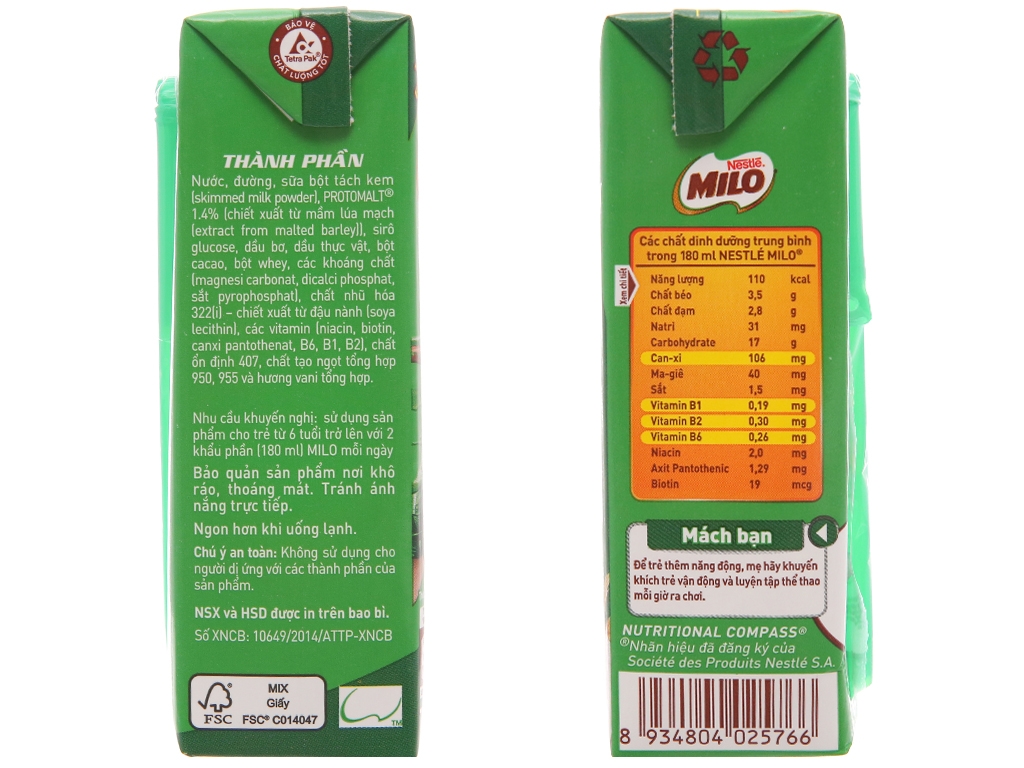 BẢO VỆ
Tetra Pak®
CHẤT LƯỢNG TỐT
THÀNH PHẦN
Nước, đường, sữa bột tách kem
(skimmed milk powder), PROTOMALT®
1.4% (chiết xuất từ mầm lúa mạch
(extract from malted barley)), sirô
glucose, dầu bơ, dầu thực vật, bột
cacao, bột whey, các khoáng chất
(magnesi carbonat, dicalci phosphat,
sắt pyrophosphat), chất nhũ hóa
322(i) – chiết xuất từ đậu nành (soya
lecithin), các vitamin (niacin, biotin,
canxi pantothenat, B6, B1, B2), chất
ổn định 407, chất tạo ngọt tổng hợp
950, 955 và hương vani tổng hợp.
Nhu cầu khuyến nghị: sử dụng sản
phẩm cho trẻ từ 6 tuổi trở lên với 2
khẩu phần (180 ml) MILO mỗi ngày
Bảo quản sản phẩm nơi khô
ráo, thoáng mát. Tránh ánh
nắng trực tiếp.
Ngon hơn khi uống lạnh.
Chú ý an toàn: Không sử dụng cho
người dị ứng với các thành phần của
sản phẩm.
NSX và HSD được in trên bao bì.
Số XNCB: 10649/2014/ATTP-XNCB
FSC
MIX
Giấy
FSC® C014047
TM
Nestlé.
MILO
Các chất dinh dưỡng trung bình
trong 180 ml NESTLÉ MILO®
Xem chi tiết
Năng lượng 110 kcal
Chất béo 3,5 g
Chất đạm 2,8 g
Natri 31 mg
Carbohydrate 17 g
Can-xi 106 mg
Ma-giê 40 mg
Sắt 1,5 mg
Vitamin B1 0,19 mg
Vitamin B2 0,30 mg
Vitamin B6 0,26 mg
Niacin 2,0 mg
Axit Pantothenic 1,29 mg
Biotin 19 mcg
Mách bạn
Để trẻ thêm năng động, mẹ hãy khuyến
khích trẻ vận động và luyện tập thể thao
mỗi giờ ra chơi.
NUTRITIONAL COMPASS®
®Nhãn hiệu đã đăng ký của
Société des Produits Nestlé S.A.
8 934804 025766